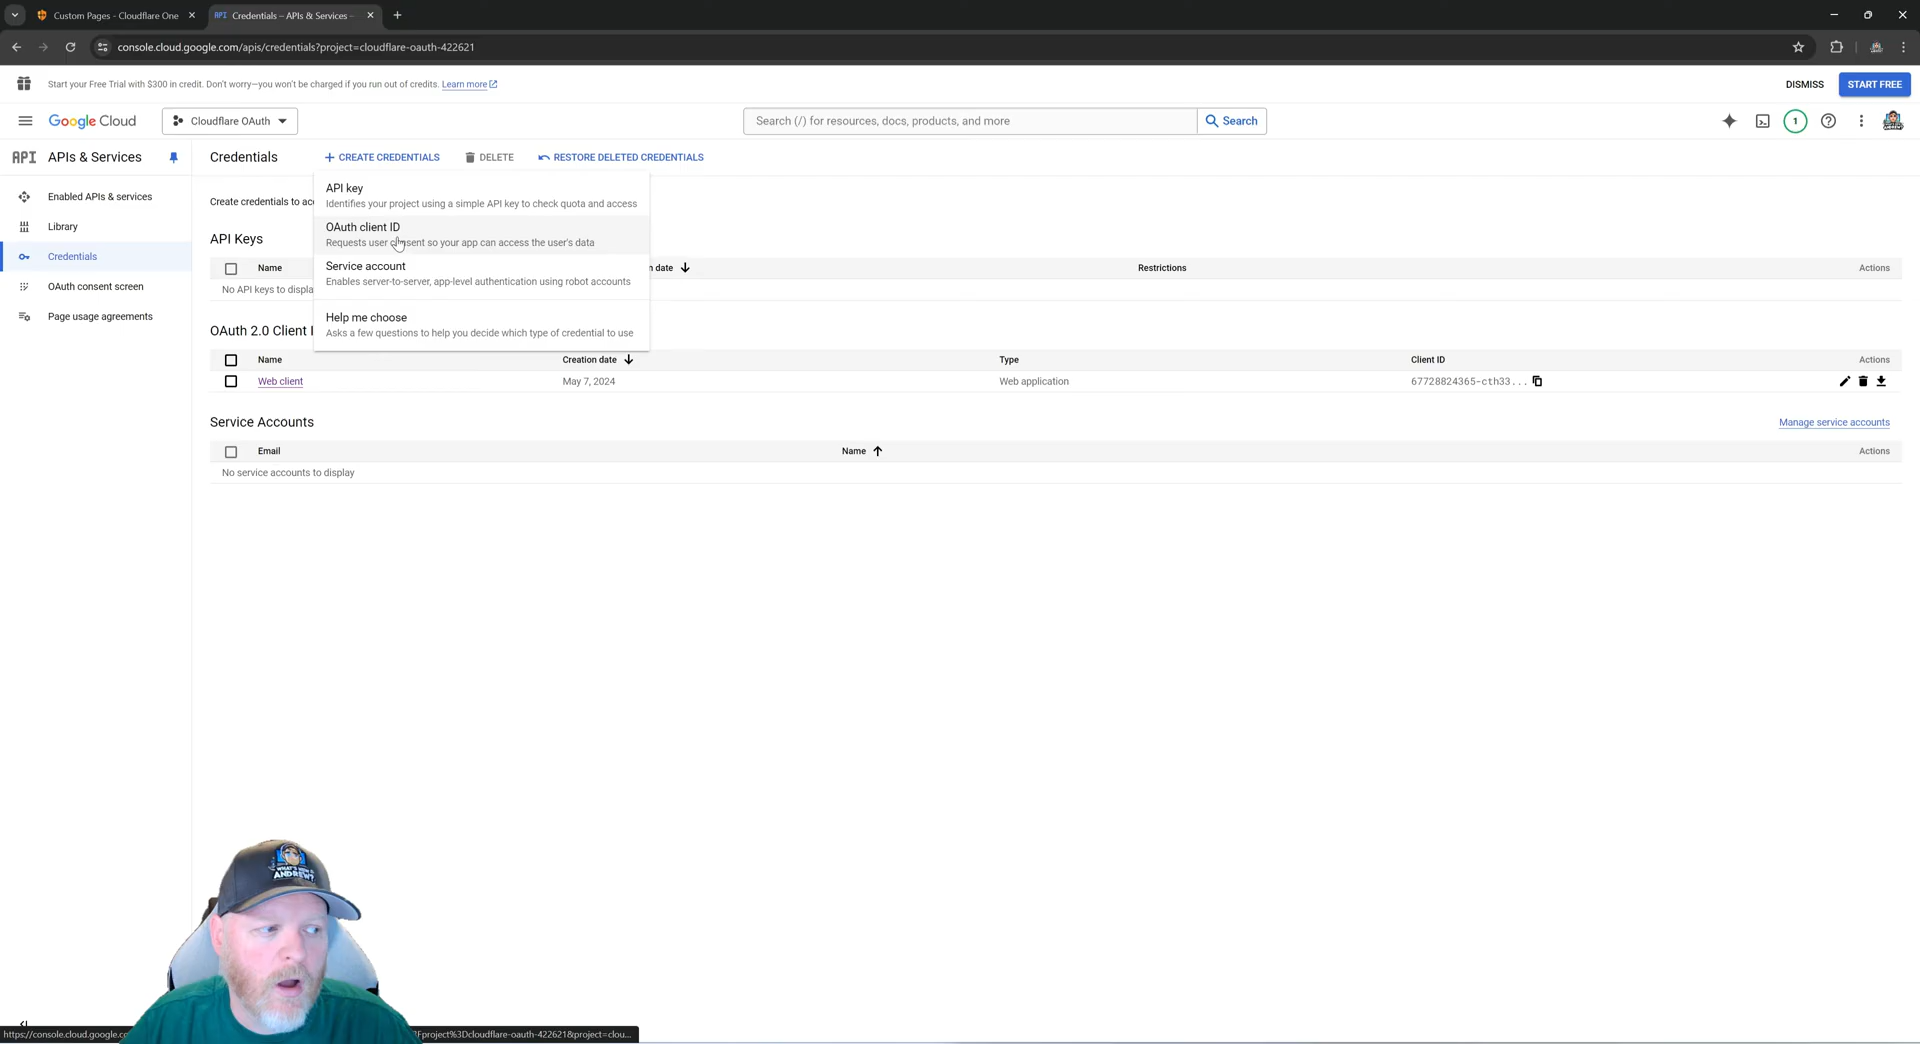 Custom Pages - Cloudflare One
API Credentials – APIs & Services –
console.cloud.google.com/apis/credentials?project=cloudflare-oauth-422621
Start your Free Trial with $300 in credit. Don't worry—you won't be charged if you run out of credits. Learn more
DISMISS
START FREE
Google Cloud
Cloudflare OAuth
Search (/) for resources, docs, products, and more
Search
1
API APIs & Services
Credentials
+ CREATE CREDENTIALS
DELETE
RESTORE DELETED CREDENTIALS
Enabled APIs & services
Library
Credentials
OAuth consent screen
Page usage agreements
Create credentials to
API key
Identifies your project using a simple API key to check quota and access
OAuth client ID
Requests user consent so your app can access the user's data
Service account
Enables server-to-server, app-level authentication using robot accounts
Help me choose
Asks a few questions to help you decide which type of credential to use
API Keys
Name
date
Restrictions
Actions
No API keys to displa
OAuth 2.0 Client I
Name
Creation date
Type
Client ID
Actions
Web client
May 7, 2024
Web application
67728824365-cth33...
Service Accounts
Manage service accounts
Email
Name
Actions
No service accounts to display
WHAT'S NEW
ANDREW?
https://console.cloud.google.co
Fproject%3Dcloudflare-oauth-422621&project=clou...